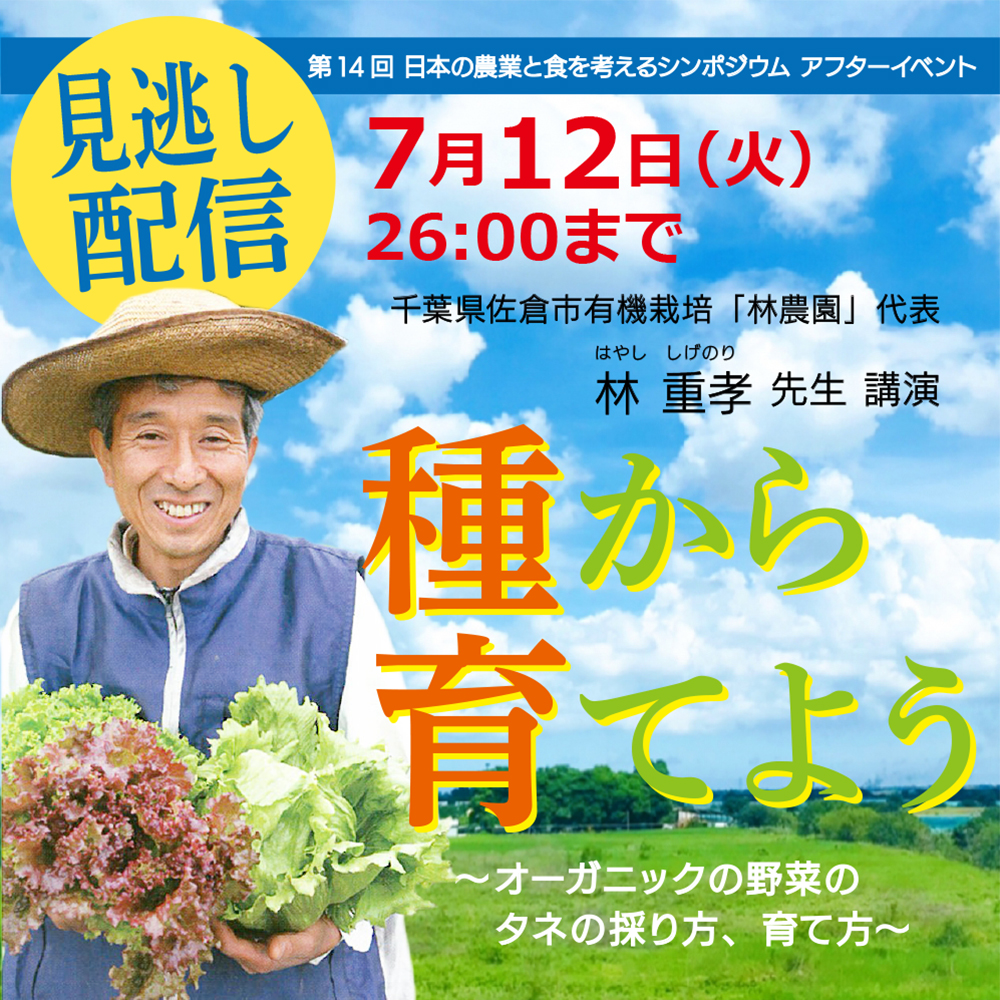 第14回 日本の農業と食を考えるシンポジウム アフターイベント
見逃し
配信
7月12日（火）
26:00まで
千葉県佐倉市有機栽培「林農園」代表
はやし しげのり
林 重孝 先生 講演
種から
育てよう
～オーガニックの野菜の
タネの採り方、育て方～